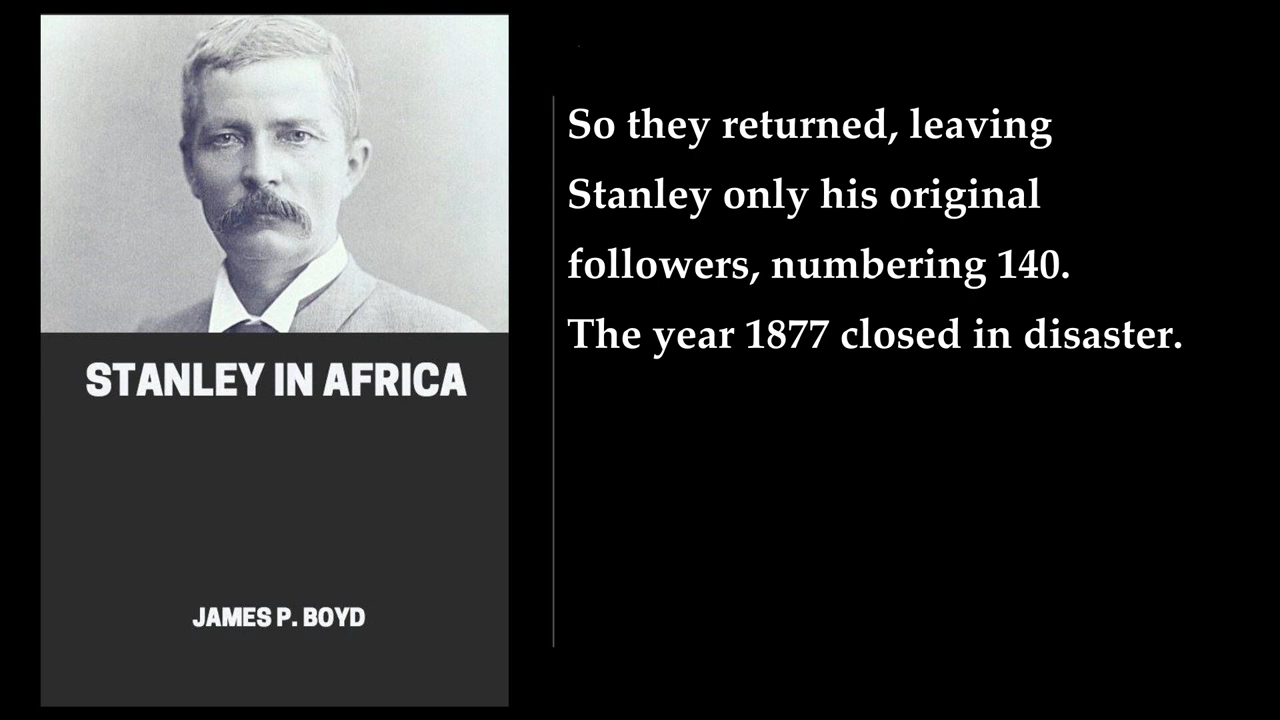 STANLEY IN AFRICA
JAMES P. BOYD
So they returned, leaving
Stanley only his original
followers, numbering 140.
The year 1877 closed in disaster.